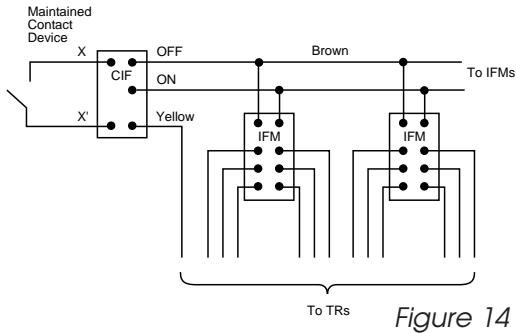 Maintained
Contact
Device
X
OFF
Brown
CIF
ON
To IFMs
X'
Yellow
IFM
IFM
To TRs
Figure 14